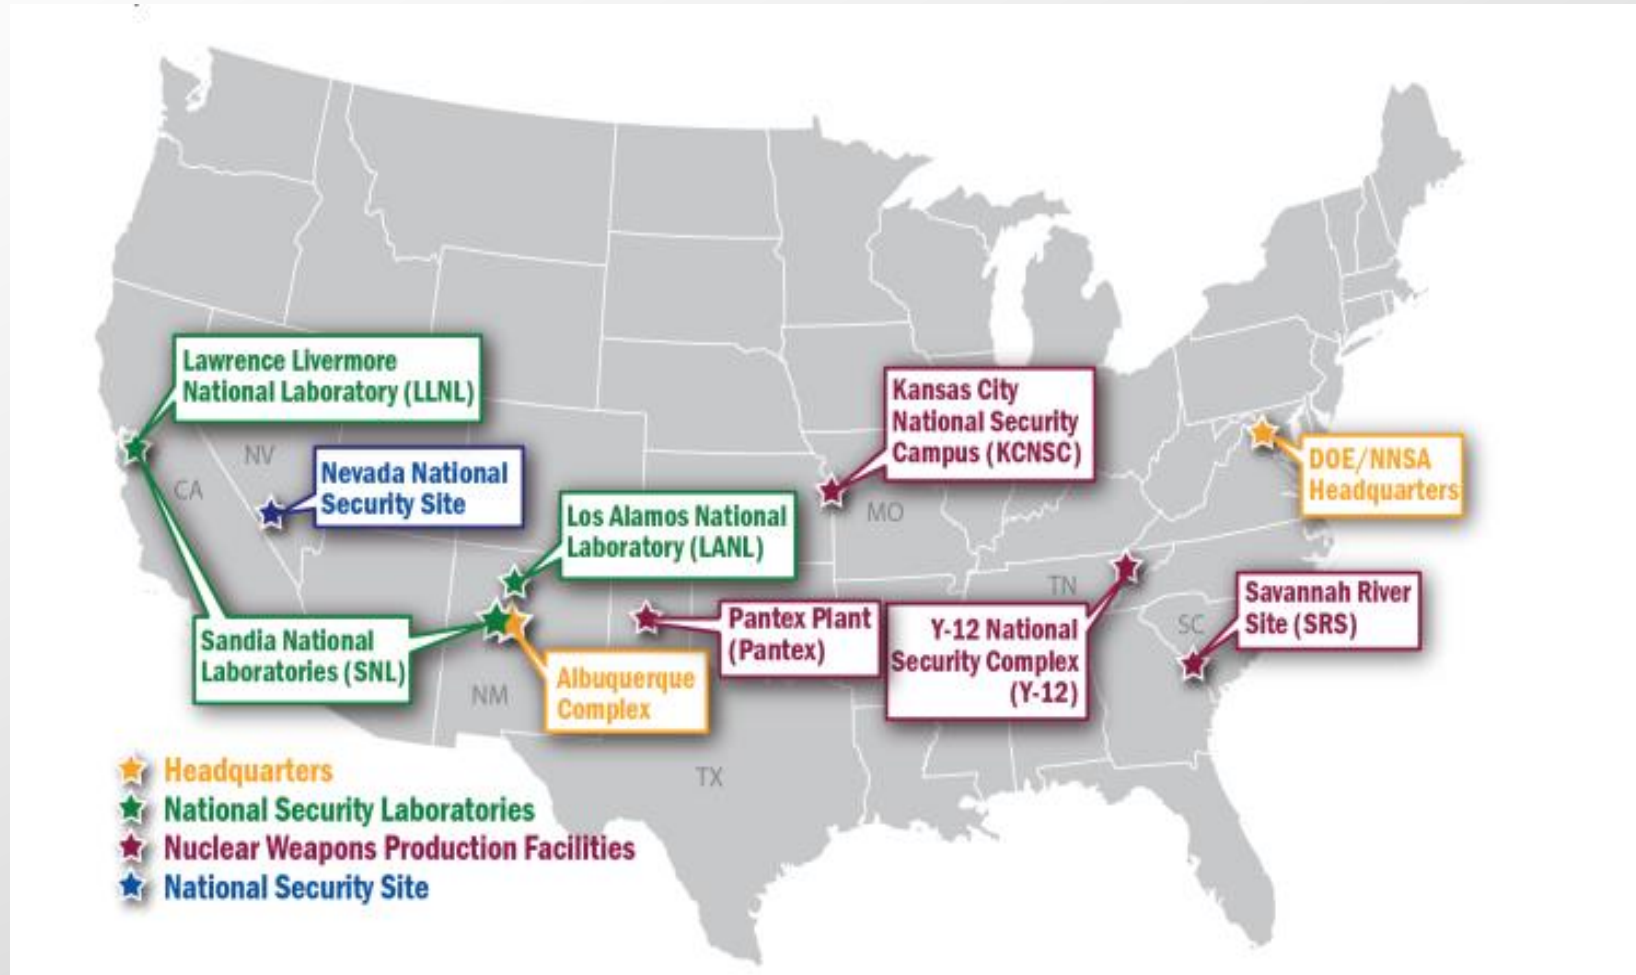 Lawrence Livermore
National Laboratory (LLNL)
NV
CA
Nevada National
Security Site
Kansas City
National Security
Campus (KCNSC)
MO
DOE/NNSA
Headquarters
Los Alamos National
Laboratory (LANL)
TN
Savannah River
Site (SRS)
SC
Pantex Plant
(Pantex)
Y-12 National
Security Complex
(Y-12)
Sandia National
Laboratories (SNL)
NM
Albuquerque
Complex
TX
Headquarters
National Security Laboratories
Nuclear Weapons Production Facilities
National Security Site